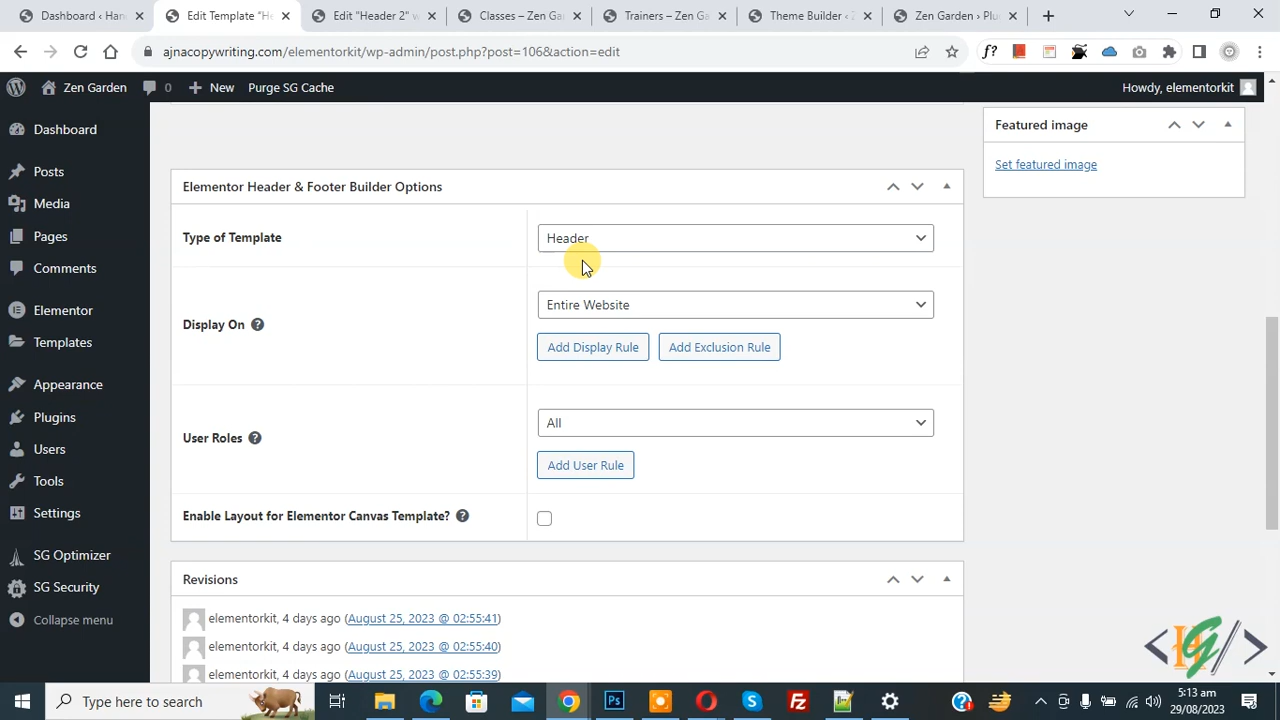 Dashboard ‹ Han
Edit Template "He
Edit "Header 2" w
Classes – Zen Ga
Trainers – Zen Ga
Theme Builder ‹ Z
Zen Garden › Plu
ajnacopywriting.com/elementorkit/wp-admin/post.php?post=106&action=edit
f?
Zen Garden
0
New
Purge SG Cache
Howdy, elementorkit
Dashboard
Posts
Media
Pages
Comments
Elementor
Templates
Appearance
Plugins
Users
Tools
Settings
SG Optimizer
SG Security
Collapse menu
Elementor Header & Footer Builder Options
Type of Template
Header
Display On ?
Entire Website
Add Display Rule
Add Exclusion Rule
User Roles ?
All
Add User Rule
Enable Layout for Elementor Canvas Template? ?
Revisions
elementorkit, 4 days ago (August 25, 2023 @ 02:55:41)
elementorkit, 4 days ago (August 25, 2023 @ 02:55:40)
elementorkit, 4 days ago (August 25, 2023 @ 02:55:39)
Featured image
Set featured image
<HG/>
Type here to search
Ps
S
Fz
5:13 am
29/08/2023